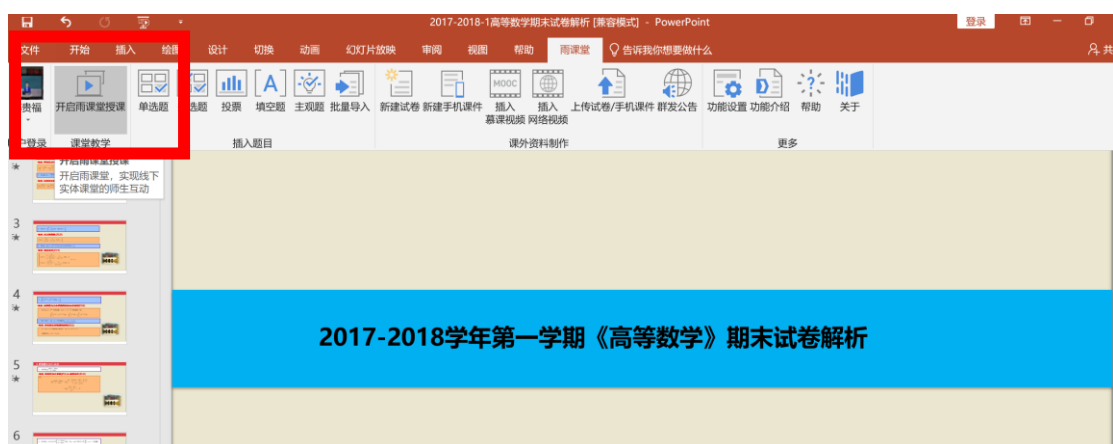 2017-2018-1高等数学期末试卷解析 [兼容模式] - PowerPoint
登录
文件 开始 插入 绘图 设计 切换 动画 幻灯片放映 审阅 视图 帮助 雨课堂 告诉我你想要做什么 共
贵福 开启雨课堂授课 单选题 选题 投票 填空题 主观题 批量导入 新建试卷 新建手机课件 插入 插入 上传试卷/手机课件 群发公告 功能设置 功能介绍 帮助 关于
慕课视频 网络视频
MOOC
登录 课堂教学 插入题目 课外资料制作 更多
开启雨课堂授课
开启雨课堂，实现线下
实体课堂的师生互动
3
4
5
6
2017-2018学年第一学期《高等数学》期末试卷解析